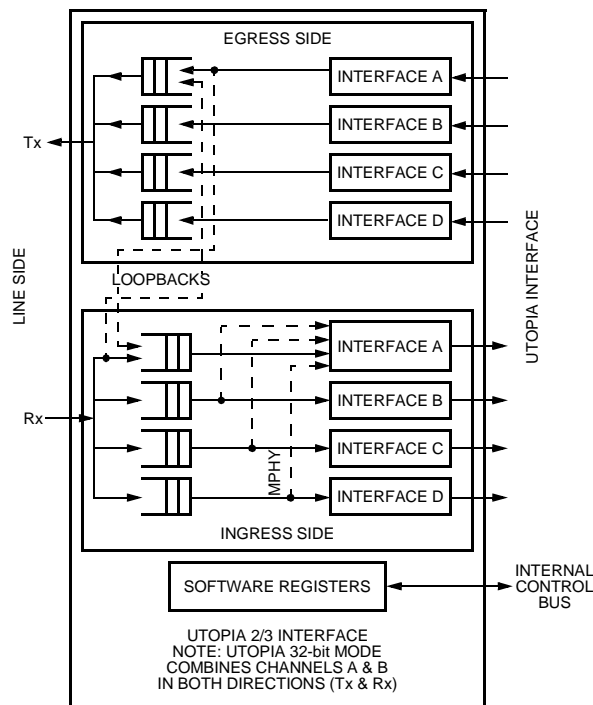 EGRESS SIDE
INTERFACE A
INTERFACE B
Tx
INTERFACE C
INTERFACE D
LOOPBACKS
LINE SIDE
UTOPIA INTERFACE
INTERFACE A
INTERFACE B
Rx
INTERFACE C
MPHY
INTERFACE D
INGRESS SIDE
SOFTWARE REGISTERS
INTERNAL
CONTROL
BUS
UTOPIA 2/3 INTERFACE
NOTE: UTOPIA 32-bit MODE
COMBINES CHANNELS A & B
IN BOTH DIRECTIONS (Tx & Rx)